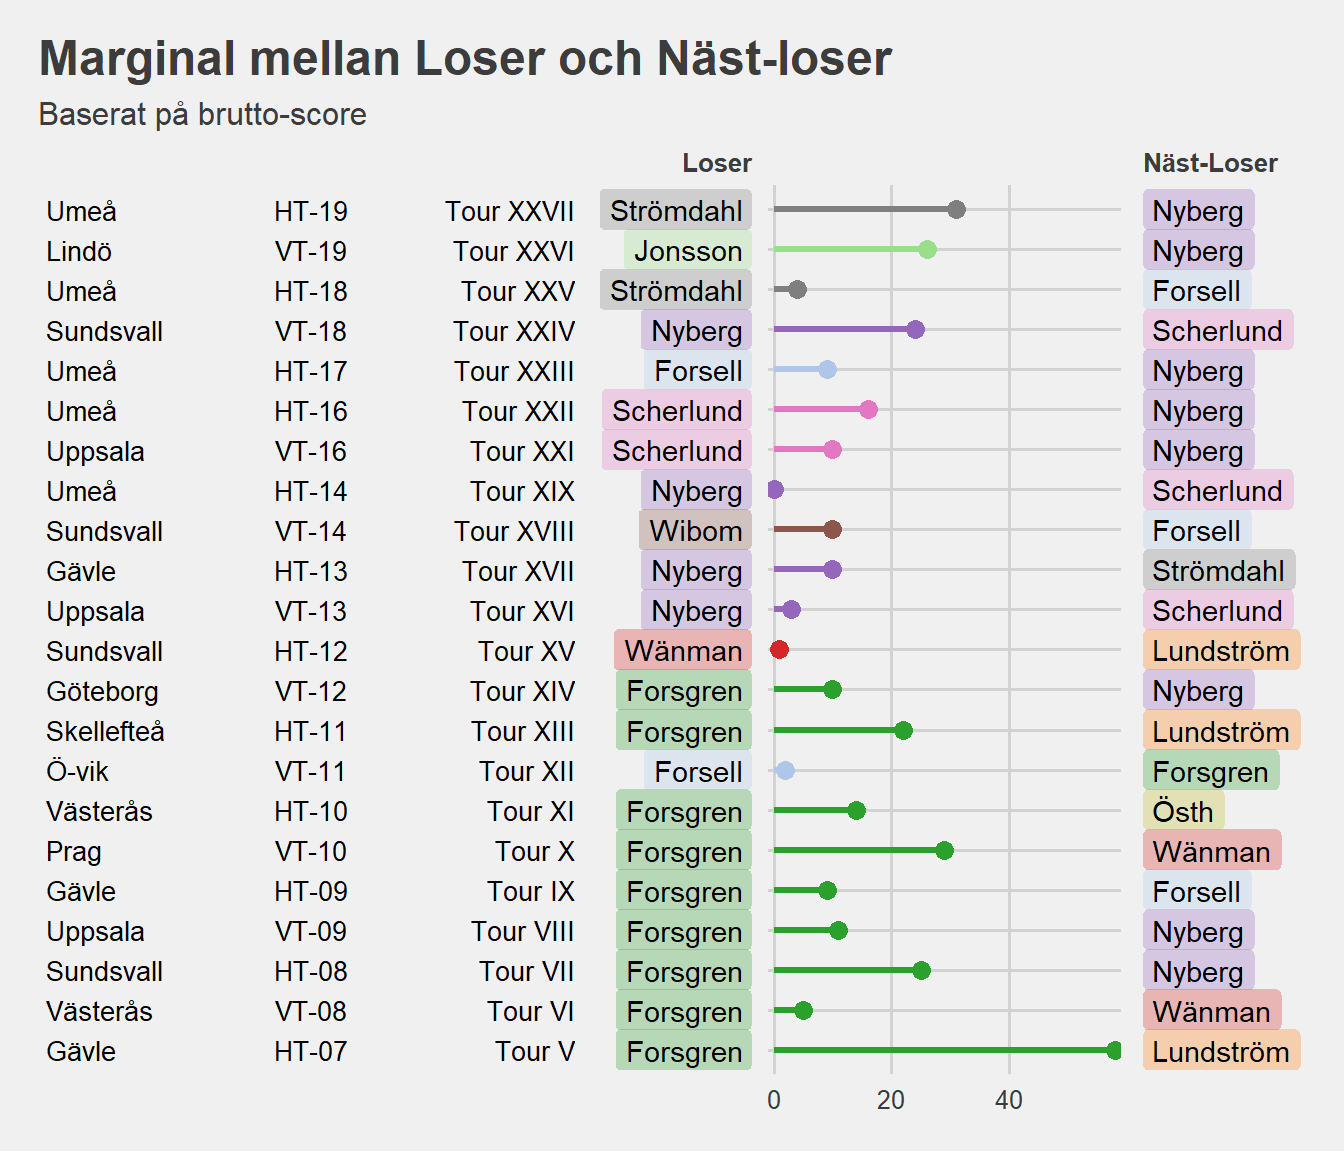 Marginal mellan Loser och Näst-loser
Baserat på brutto-score
Loser Näst-Loser
Umeå HT-19 Tour XXVII Strömdahl Nyberg
Lindö VT-19 Tour XXVI Jonsson Nyberg
Umeå HT-18 Tour XXV Strömdahl Forsell
Sundsvall VT-18 Tour XXIV Nyberg Scherlund
Umeå HT-17 Tour XXIII Forsell Nyberg
Umeå HT-16 Tour XXII Scherlund Nyberg
Uppsala VT-16 Tour XXI Scherlund Nyberg
Umeå HT-14 Tour XIX Nyberg Scherlund
Sundsvall VT-14 Tour XVIII Wibom Forsell
Gävle HT-13 Tour XVII Nyberg Strömdahl
Uppsala VT-13 Tour XVI Nyberg Scherlund
Sundsvall HT-12 Tour XV Wänman Lundström
Göteborg VT-12 Tour XIV Forsgren Nyberg
Skellefteå HT-11 Tour XIII Forsgren Lundström
Ö-vik VT-11 Tour XII Forsell Forsgren
Västerås HT-10 Tour XI Forsgren Östh
Prag VT-10 Tour X Forsgren Wänman
Gävle HT-09 Tour IX Forsgren Forsell
Uppsala VT-09 Tour VIII Forsgren Nyberg
Sundsvall HT-08 Tour VII Forsgren Nyberg
Västerås VT-08 Tour VI Forsgren Wänman
Gävle HT-07 Tour V Forsgren Lundström
0 20 40